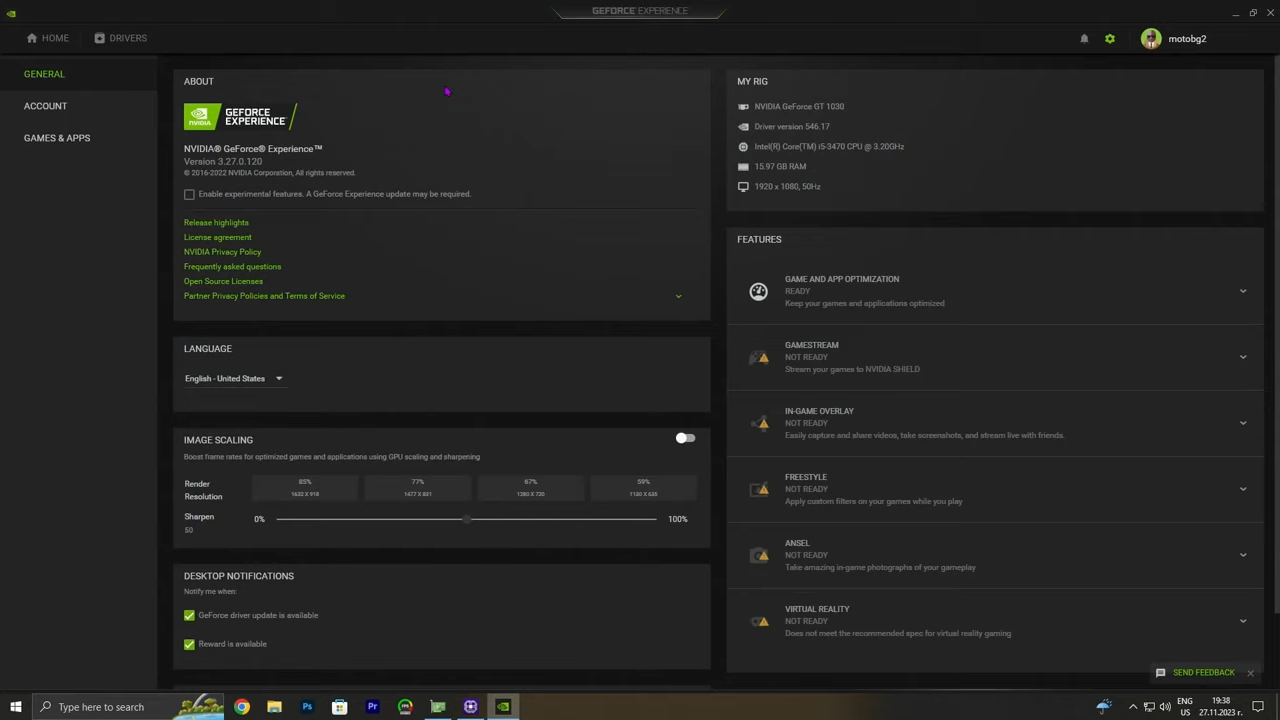 GEFORCE EXPERIENCE
HOME
DRIVERS
motobg2
GENERAL
ACCOUNT
GAMES & APPS
ABOUT
NVIDIA
GEFORCE
EXPERIENCE
NVIDIA® GeForce® Experience™
Version 3.27.0.120
© 2016-2022 NVIDIA Corporation, All rights reserved.
Enable experimental features. A GeForce Experience update may be required.
Release highlights
License agreement
NVIDIA Privacy Policy
Frequently asked questions
Open Source Licenses
Partner Privacy Policies and Terms of Service
LANGUAGE
English - United States
IMAGE SCALING
Boost frame rates for optimized games and applications using GPU scaling and sharpening
Render
Resolution
85%
1632 X 918
77%
1477 X 831
67%
1280 X 720
59%
Sharpen
50
0%
100%
DESKTOP NOTIFICATIONS
Notify me when:
GeForce driver update is available
Reward is available
MY RIG
NVIDIA GeForce GT 1030
Driver version 546.17
Intel(R) Core(TM) i5-3470 CPU @ 3.20GHz
15.97 GB RAM
1920 x 1080, 50Hz
FEATURES
GAME AND APP OPTIMIZATION
READY
Keep your games and applications optimized
GAMESTREAM
NOT READY
Stream your games to NVIDIA SHIELD
IN-GAME OVERLAY
NOT READY
Easily capture and share videos, take screenshots, and stream live with friends.
FREESTYLE
NOT READY
Apply custom filters on your games while you play
ANSEL
NOT READY
Take amazing in-game photographs of your gameplay
VIRTUAL REALITY
NOT READY
Does not meet the recommended spec for virtual reality gaming
SEND FEEDBACK
Type here to search
Ps
Pr
ENG
US
19:38
27.11.2023 г.